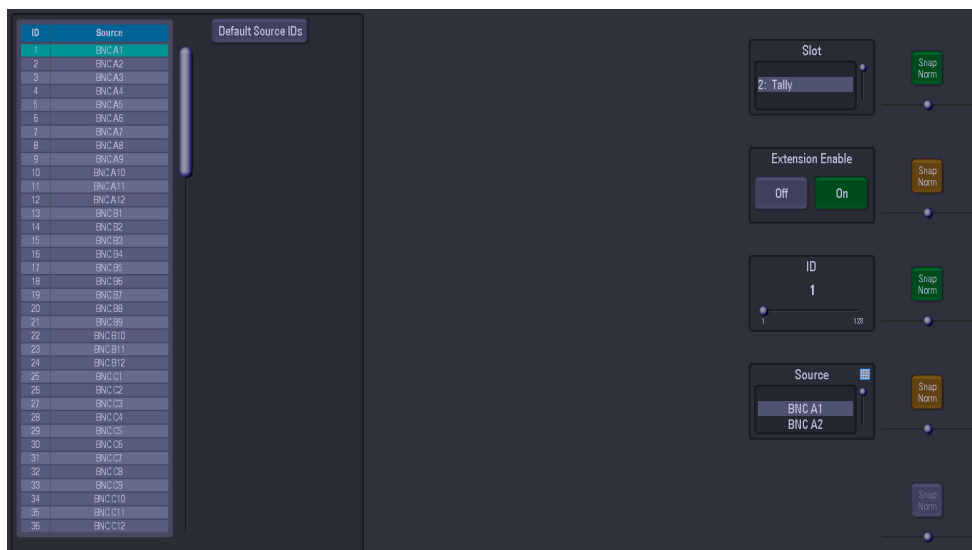 ID Source
1 BNC A1
2 BNC A2
3 BNC A3
4 BNC A4
5 BNC A5
6 BNC A6
7 BNC A7
8 BNC A8
9 BNC A9
10 BNC A10
11 BNC A11
12 BNC A12
13 BNC B1
14 BNC B2
15 BNC B3
16 BNC B4
17 BNC B5
18 BNC B6
19 BNC B7
20 BNC B8
21 BNC B9
22 BNC B10
23 BNC B11
24 BNC B12
25 BNC C1
26 BNC C2
27 BNC C3
28 BNC C4
29 BNC C5
30 BNC C6
31 BNC C7
32 BNC C8
33 BNC C9
34 BNC C10
35 BNC C11
36 BNC C12
Default Source IDs
Slot
2: Tally
Snap
Norm
Extension Enable
Off On
Snap
Norm
ID
1
1 128
Snap
Norm
Source
BNC A1
BNC A2
Snap
Norm
Snap
Norm